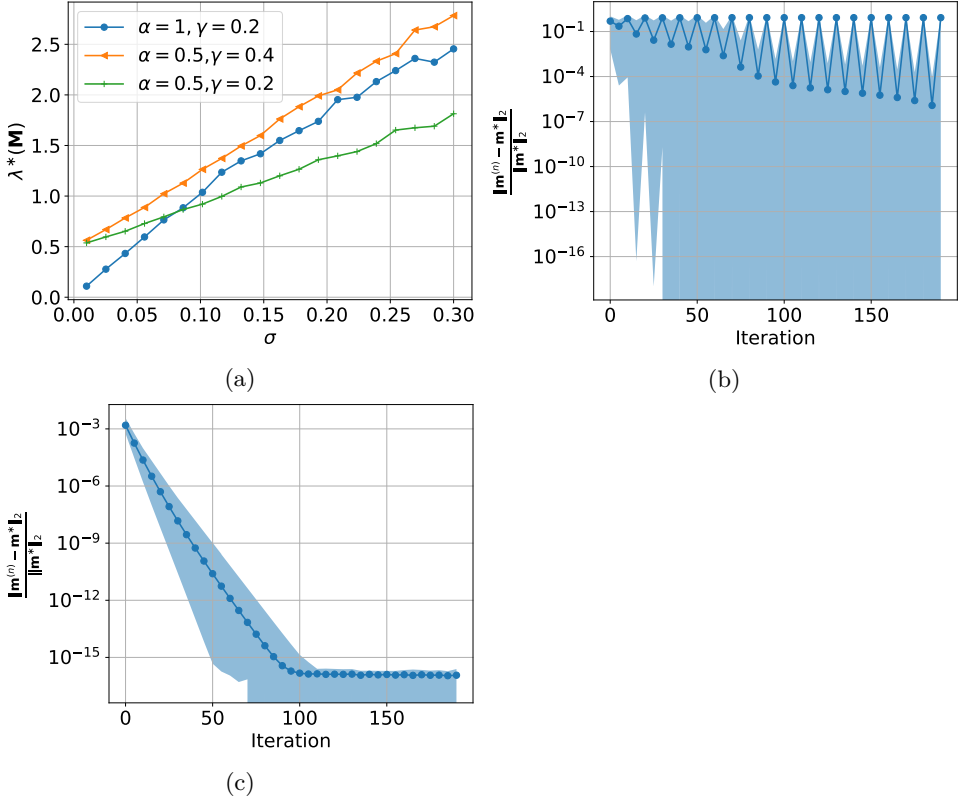 α = 1, γ = 0.2
α = 0.5,γ = 0.4
α = 0.5,γ = 0.2
λ*(M)
2.5
2.0
1.5
1.0
0.5
0.0
0.00 0.05 0.10 0.15 0.20 0.25 0.30
σ
(a)
‖m⁽ⁿ⁾ − m*‖₂
‖m*‖₂
10⁻¹
10⁻⁴
10⁻⁷
10⁻¹⁰
10⁻¹³
10⁻¹⁶
0 50 100 150
Iteration
(b)
‖m⁽ⁿ⁾ − m*‖₂
‖m*‖₂
10⁻³
10⁻⁶
10⁻⁹
10⁻¹²
10⁻¹⁵
0 50 100 150
Iteration
(c)